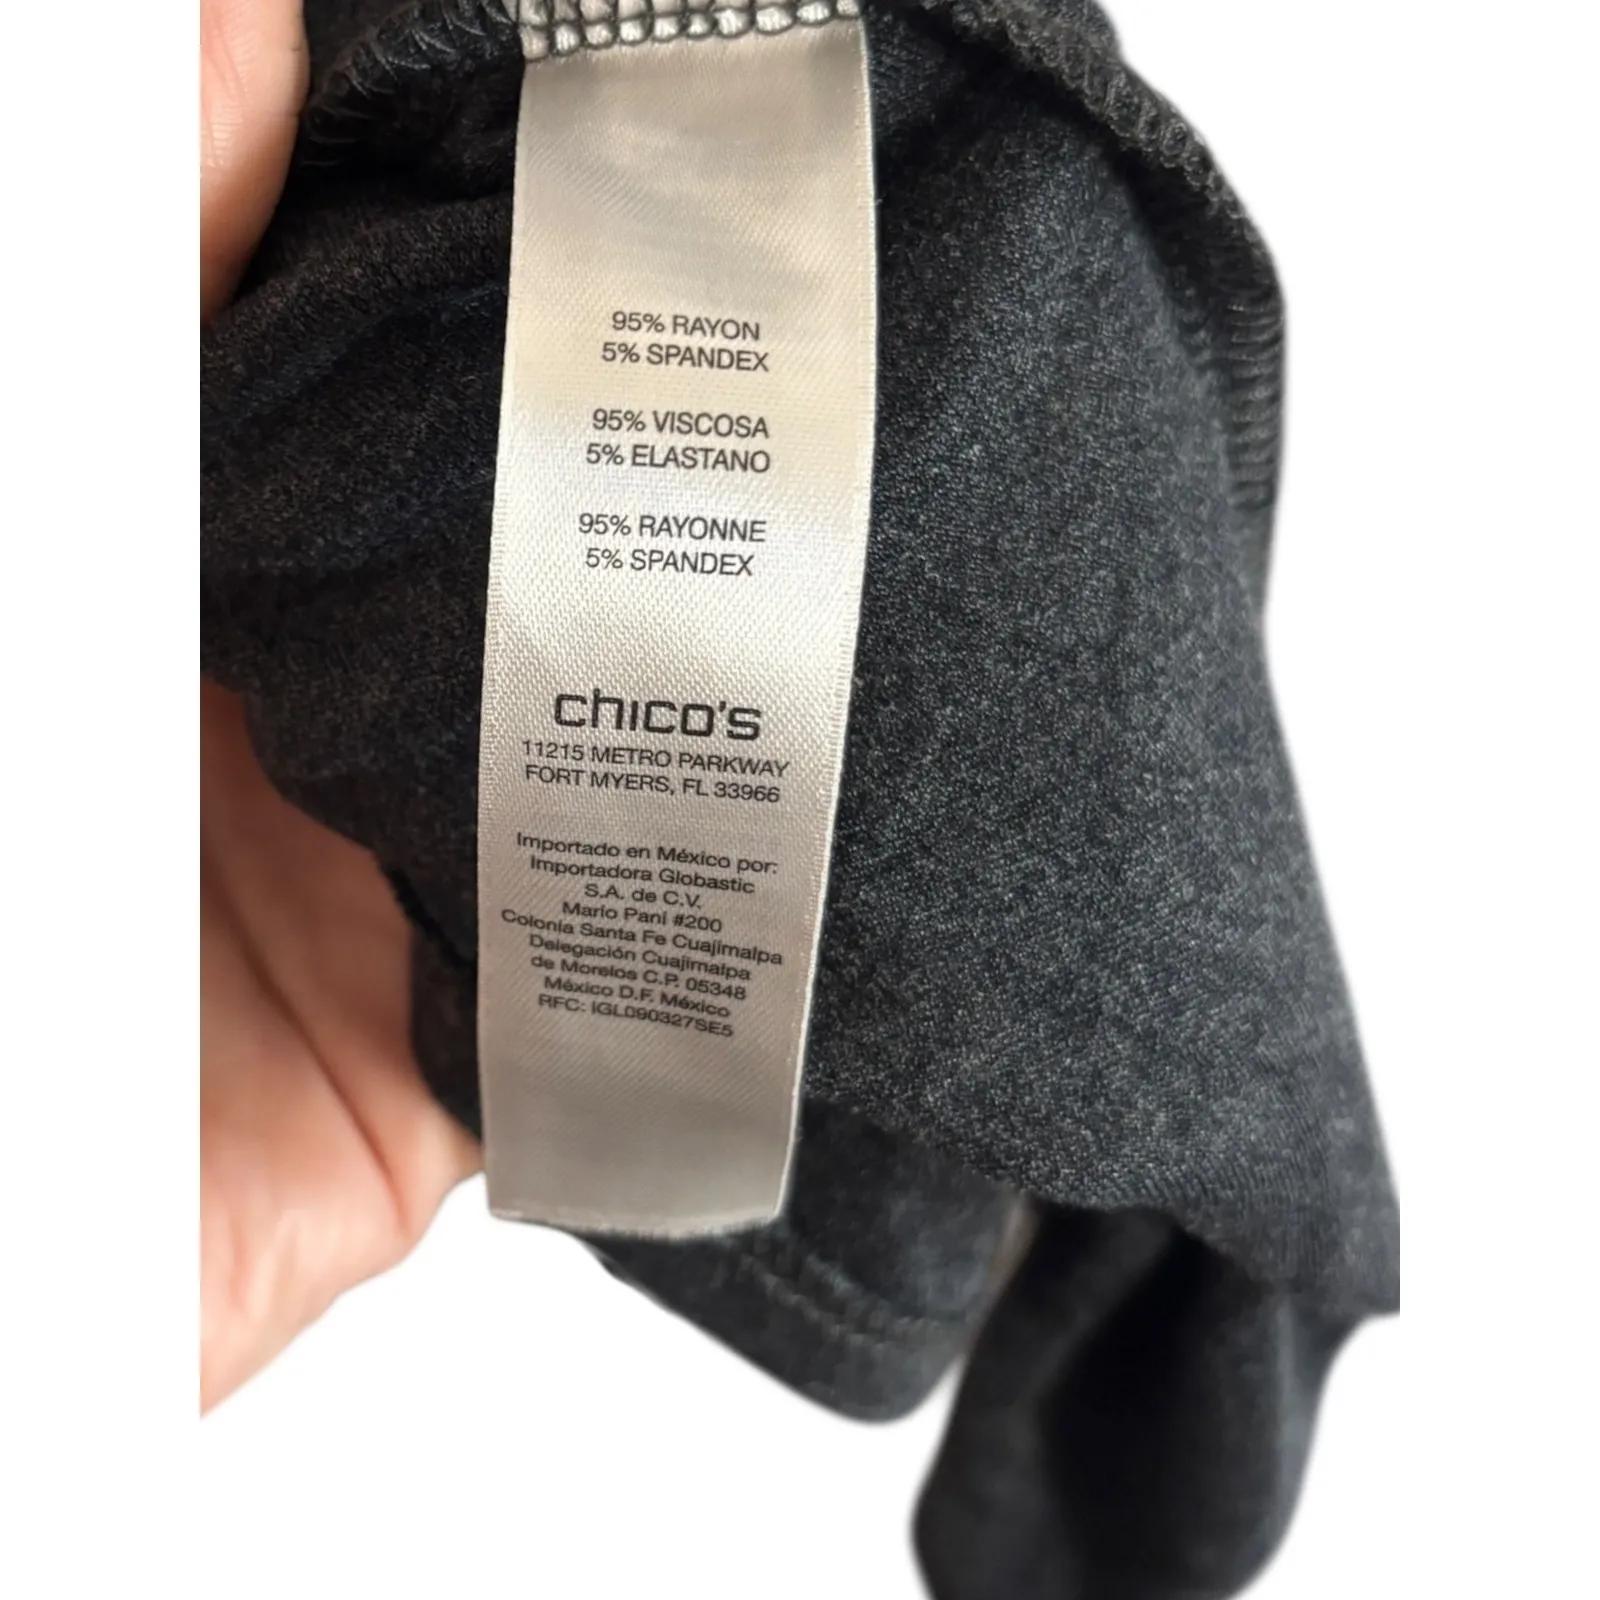 95% RAYON
5% SPANDEX
95% VISCOSA
5% ELASTANO
95% RAYONNE
5% SPANDEX
chico's
11215 METRO PARKWAY
FORT MYERS, FL 33966
Importado en México por:
Importadora Globastic
S.A. de C.V.
Mario Pani #200
Colonia Santa Fe Cuajimalpa
Delegación Cuajimalpa
de Morelos C.P. 05348
México D.F. México
RFC: IGL090327SE5